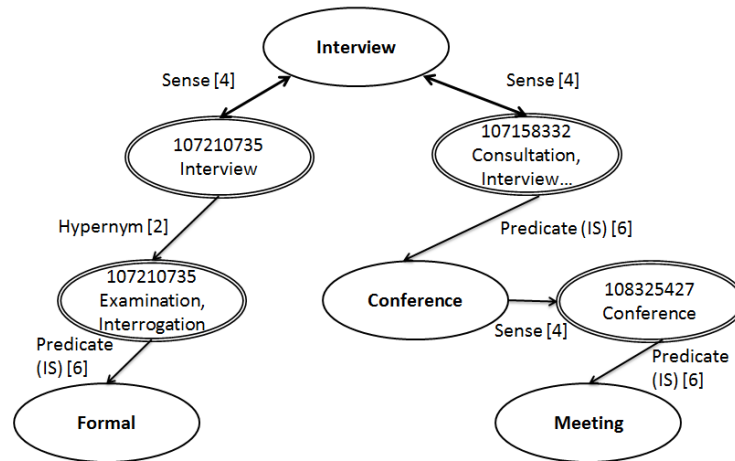 Interview
Sense [4]
Sense [4]
107210735
Interview
107158332
Consultation,
Interview...
Hypernym [2]
Predicate (IS) [6]
107210735
Examination,
Interrogation
Conference
108325427
Conference
Sense [4]
Predicate
(IS) [6]
Predicate
(IS) [6]
Formal
Meeting